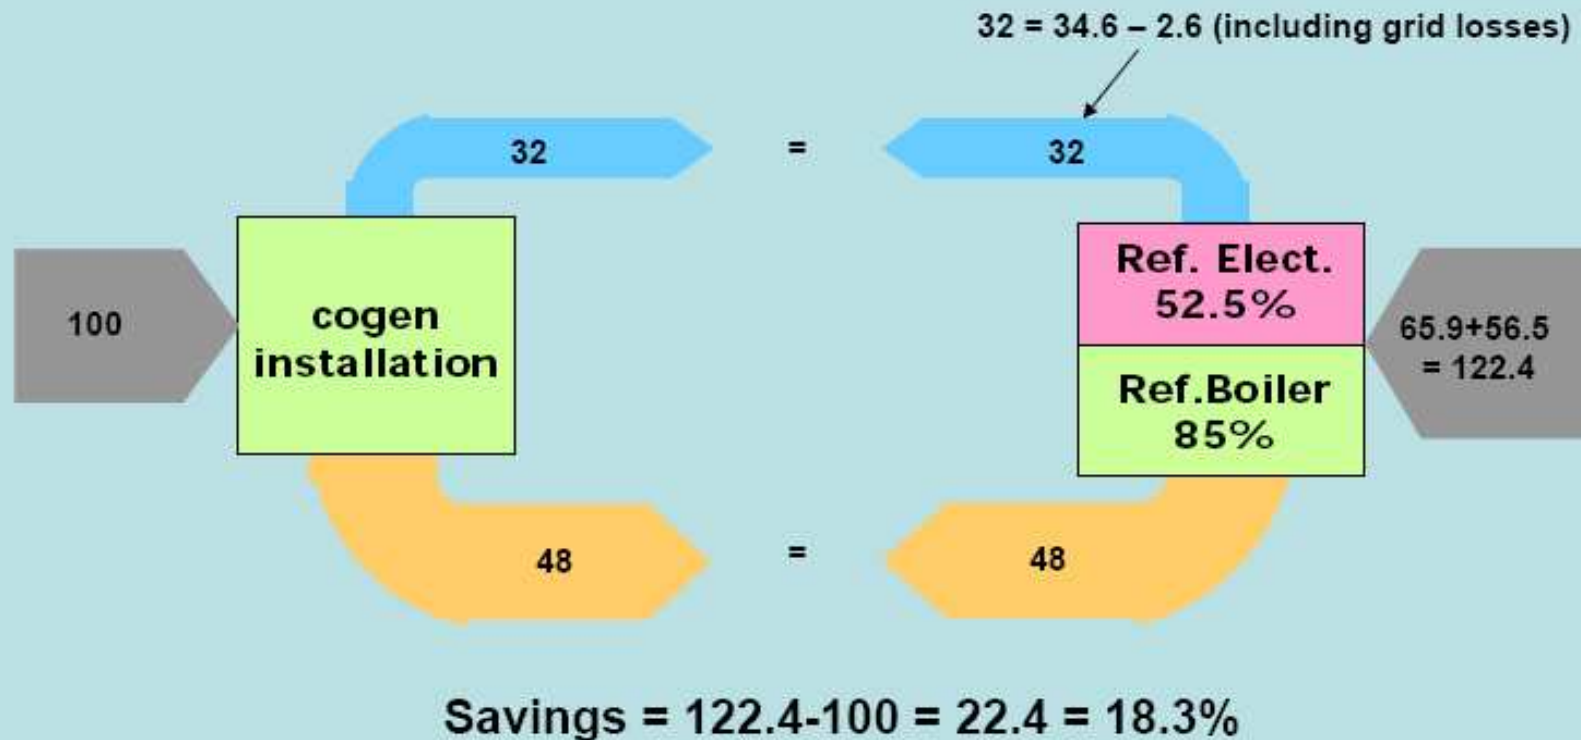 32 = 34.6 – 2.6 (including grid losses)
32
=
32
100
cogen
installation
Ref. Elect.
52.5%
Ref.Boiler
85%
65.9+56.5
= 122.4
48
=
48
Savings = 122.4-100 = 22.4 = 18.3%